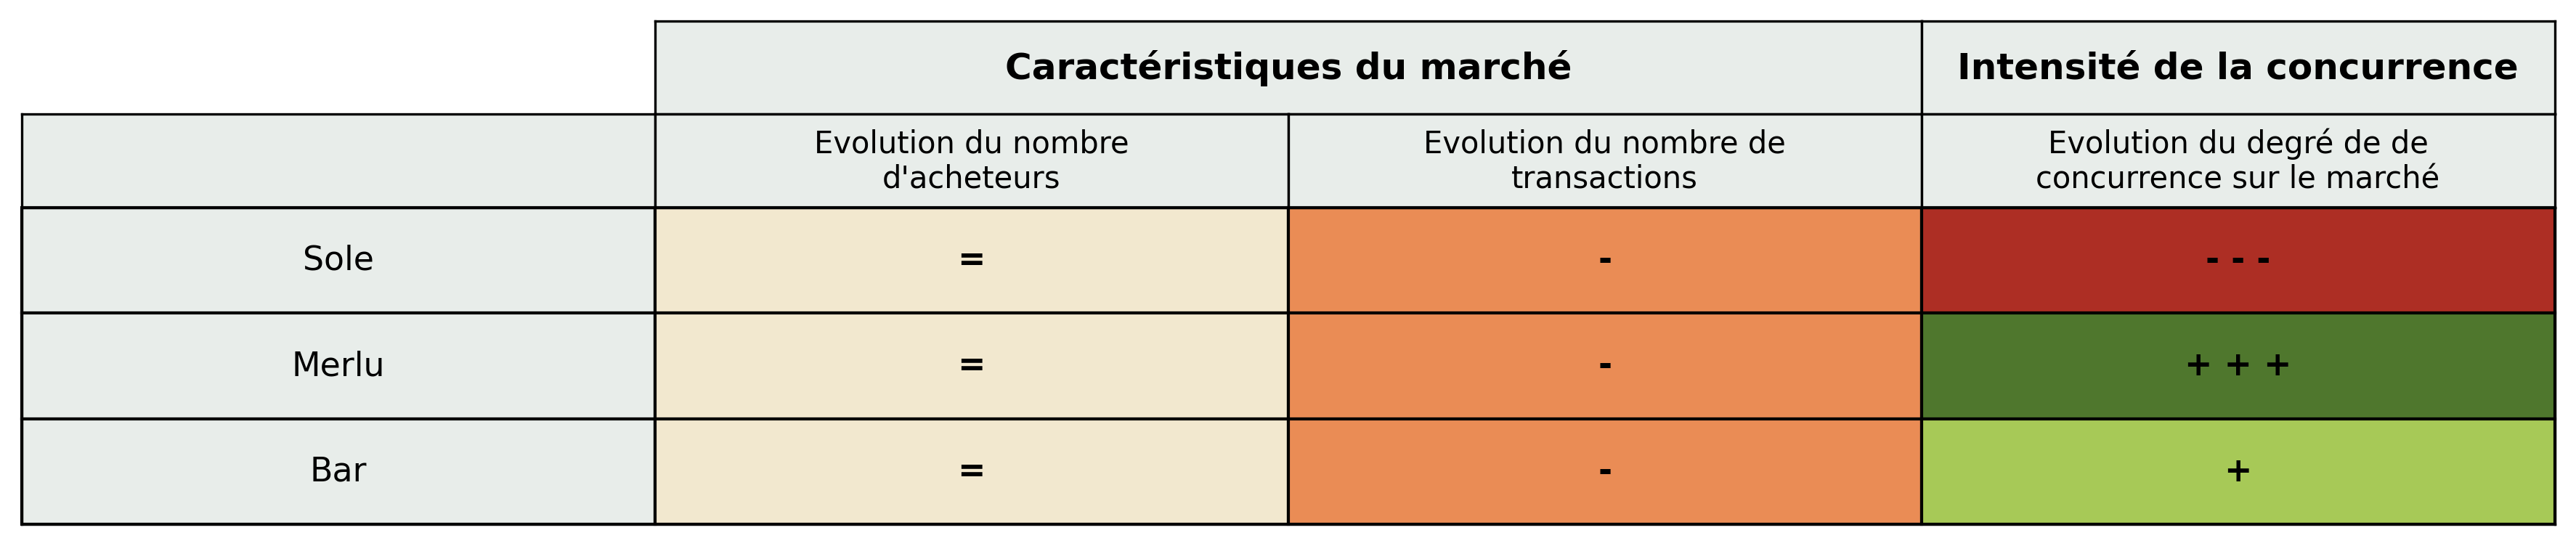 Caractéristiques du marché
Intensité de la concurrence
Evolution du nombre
d'acheteurs
Evolution du nombre de
transactions
Evolution du degré de de
concurrence sur le marché
Sole
=
-
- - -
Merlu
=
-
+ + +
Bar
=
-
+